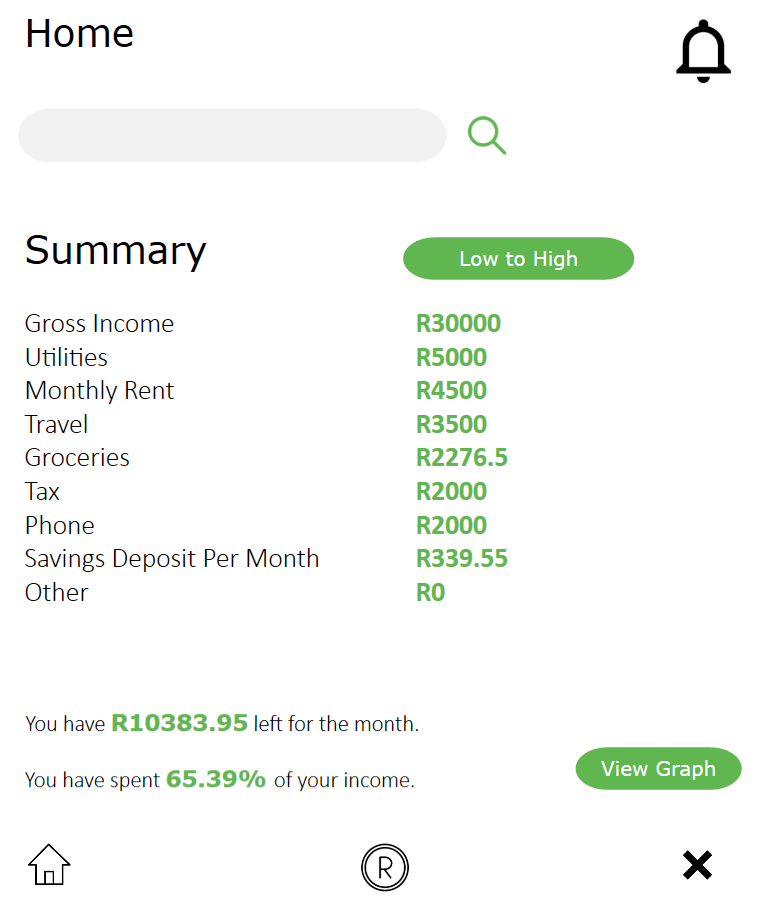 Home
Summary
Low to High
Gross Income R30000
Utilities R5000
Monthly Rent R4500
Travel R3500
Groceries R2276.5
Tax R2000
Phone R2000
Savings Deposit Per Month R339.55
Other R0
You have R10383.95 left for the month.
You have spent 65.39% of your income.
View Graph
R